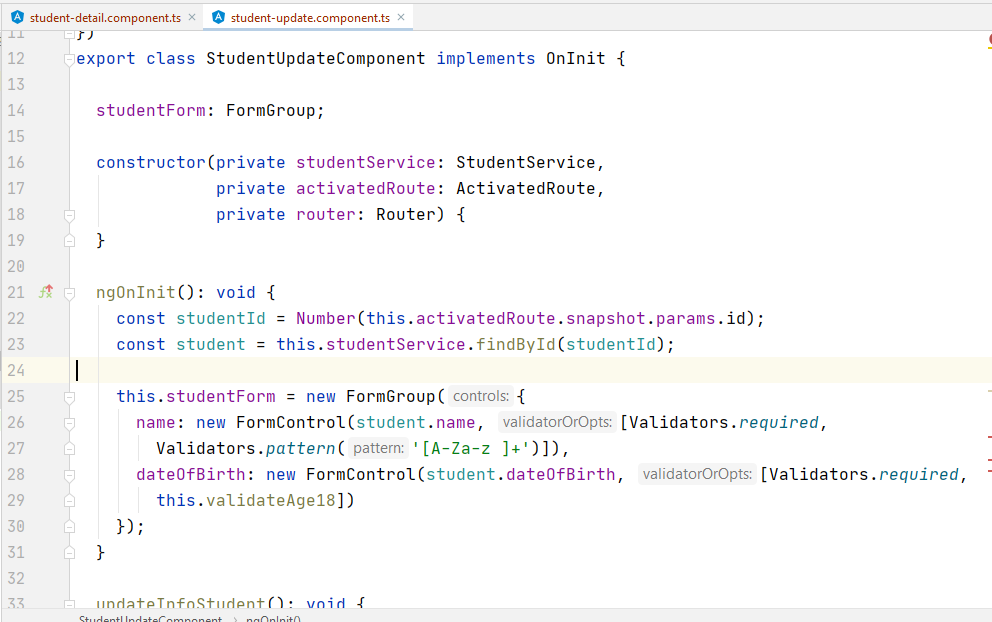 student-detail.component.ts × student-update.component.ts ×
11 })
12 export class StudentUpdateComponent implements OnInit {
13
14 studentForm: FormGroup;
15
16 constructor(private studentService: StudentService,
17 private activatedRoute: ActivatedRoute,
18 private router: Router) {
19 }
20
21 ngOnInit(): void {
22 const studentId = Number(this.activatedRoute.snapshot.params.id);
23 const student = this.studentService.findById(studentId);
24
25 this.studentForm = new FormGroup( controls: {
26 name: new FormControl(student.name, validatorOrOpts: [Validators.required,
27 Validators.pattern( pattern: '[A-Za-z ]+')]),
28 dateOfBirth: new FormControl(student.dateOfBirth, validatorOrOpts: [Validators.required,
29 this.validateAge18])
30 });
31 }
32
33 updateInfoStudent(): void {
StudentUpdateComponent > ngOnInit()